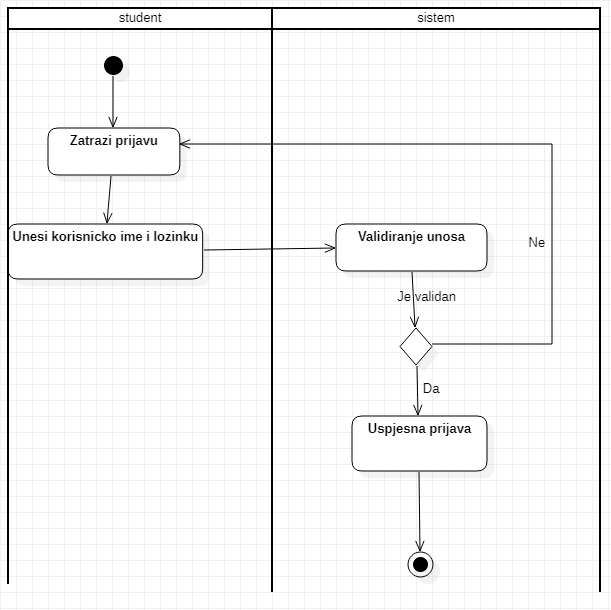 student
sistem
Zatrazi prijavu
Unesi korisnicko ime i lozinku
Validiranje unosa
Ne
Je validan
Da
Uspjesna prijava